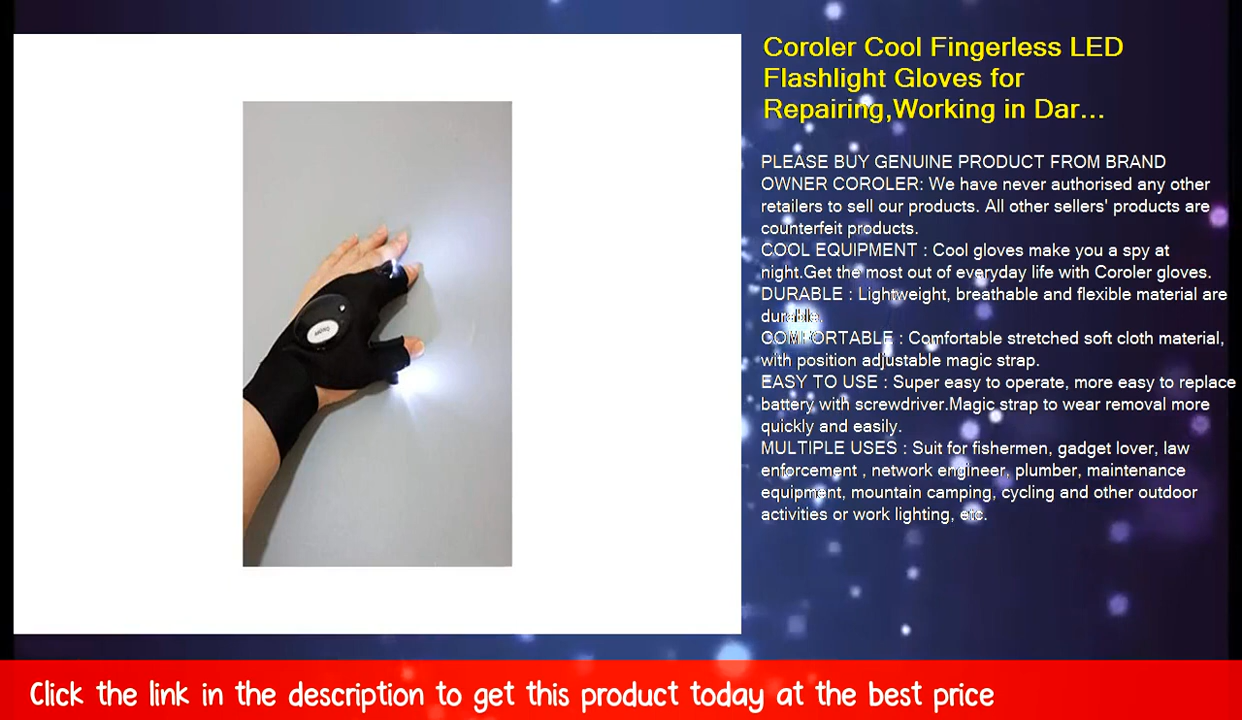 Coroler Cool Fingerless LED
Flashlight Gloves for
Repairing,Working in Dar...
PLEASE BUY GENUINE PRODUCT FROM BRAND
OWNER COROLER: We have never authorised any other
retailers to sell our products. All other sellers' products are
counterfeit products.
COOL EQUIPMENT : Cool gloves make you a spy at
night.Get the most out of everyday life with Coroler gloves.
DURABLE : Lightweight, breathable and flexible material are
durable.
COMFORTABLE : Comfortable stretched soft cloth material,
with position adjustable magic strap.
EASY TO USE : Super easy to operate, more easy to replace
battery with screwdriver.Magic strap to wear removal more
quickly and easily.
MULTIPLE USES : Suit for fishermen, gadget lover, law
enforcement , network engineer, plumber, maintenance
equipment, mountain camping, cycling and other outdoor
activities or work lighting, etc.
Click the link in the description to get this product today at the best price